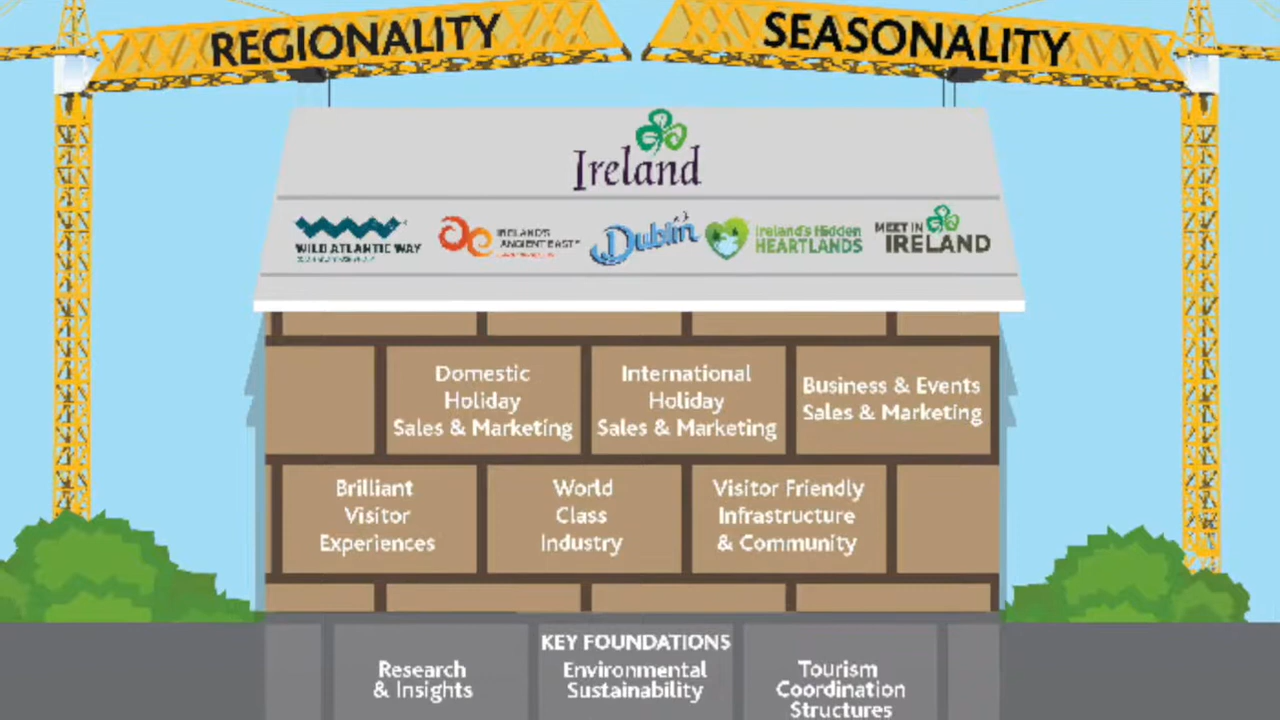 REGIONALITY
SEASONALITY
Ireland
WILD ATLANTIC WAY
IRELAND'S
ANCIENT EAST
Dublin
Ireland's Hidden
HEARTLANDS
MEET IN
IRELAND
Domestic
Holiday
Sales & Marketing
International
Holiday
Sales & Marketing
Business & Events
Sales & Marketing
Brilliant
Visitor
Experiences
World
Class
Industry
Visitor Friendly
Infrastructure
& Community
KEY FOUNDATIONS
Research
& Insights
Environmental
Sustainability
Tourism
Coordination
Structures